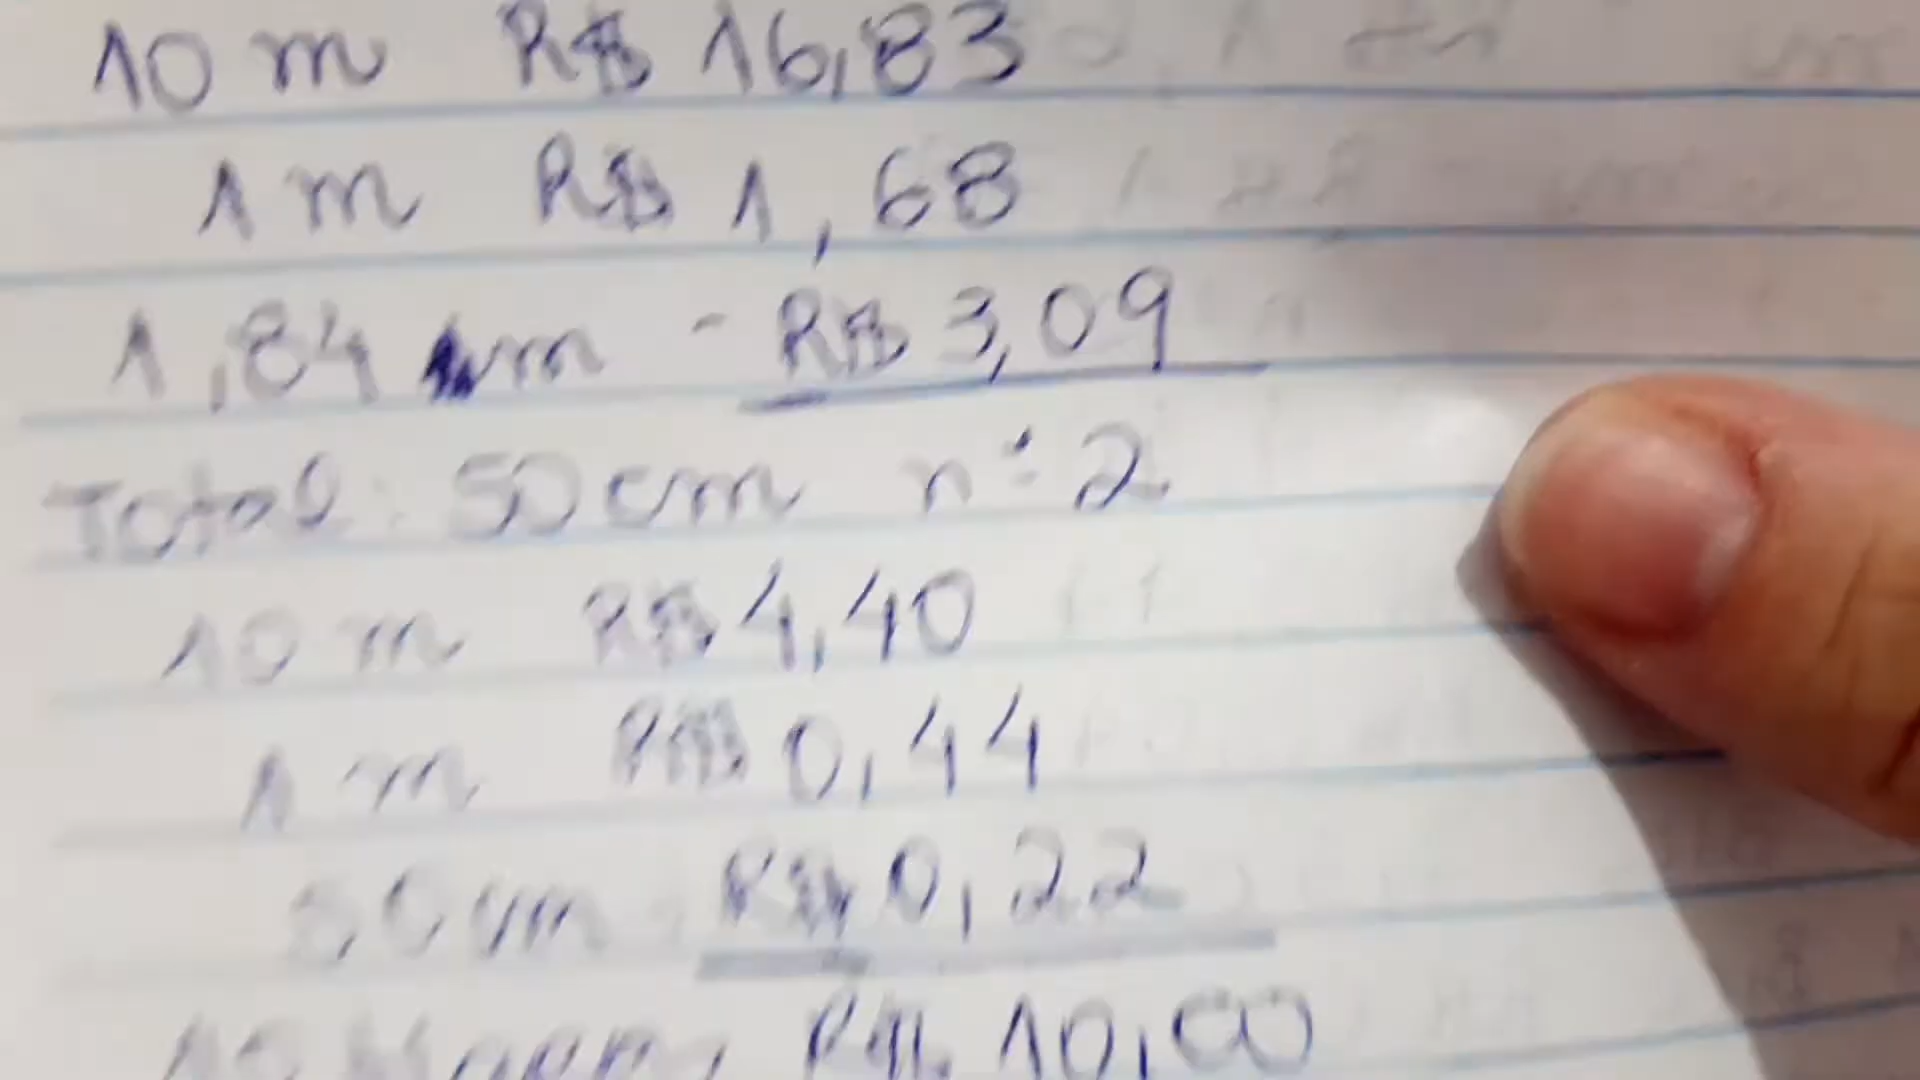 10 m R$ 16,83
1 m R$ 1,68
1,84 m - R$ 3,09
Total: 50 cm n: 2
10 m R$ 4,40
1 m R$ 0,44
50 cm : R$ 0,22
10 R$ 10,00